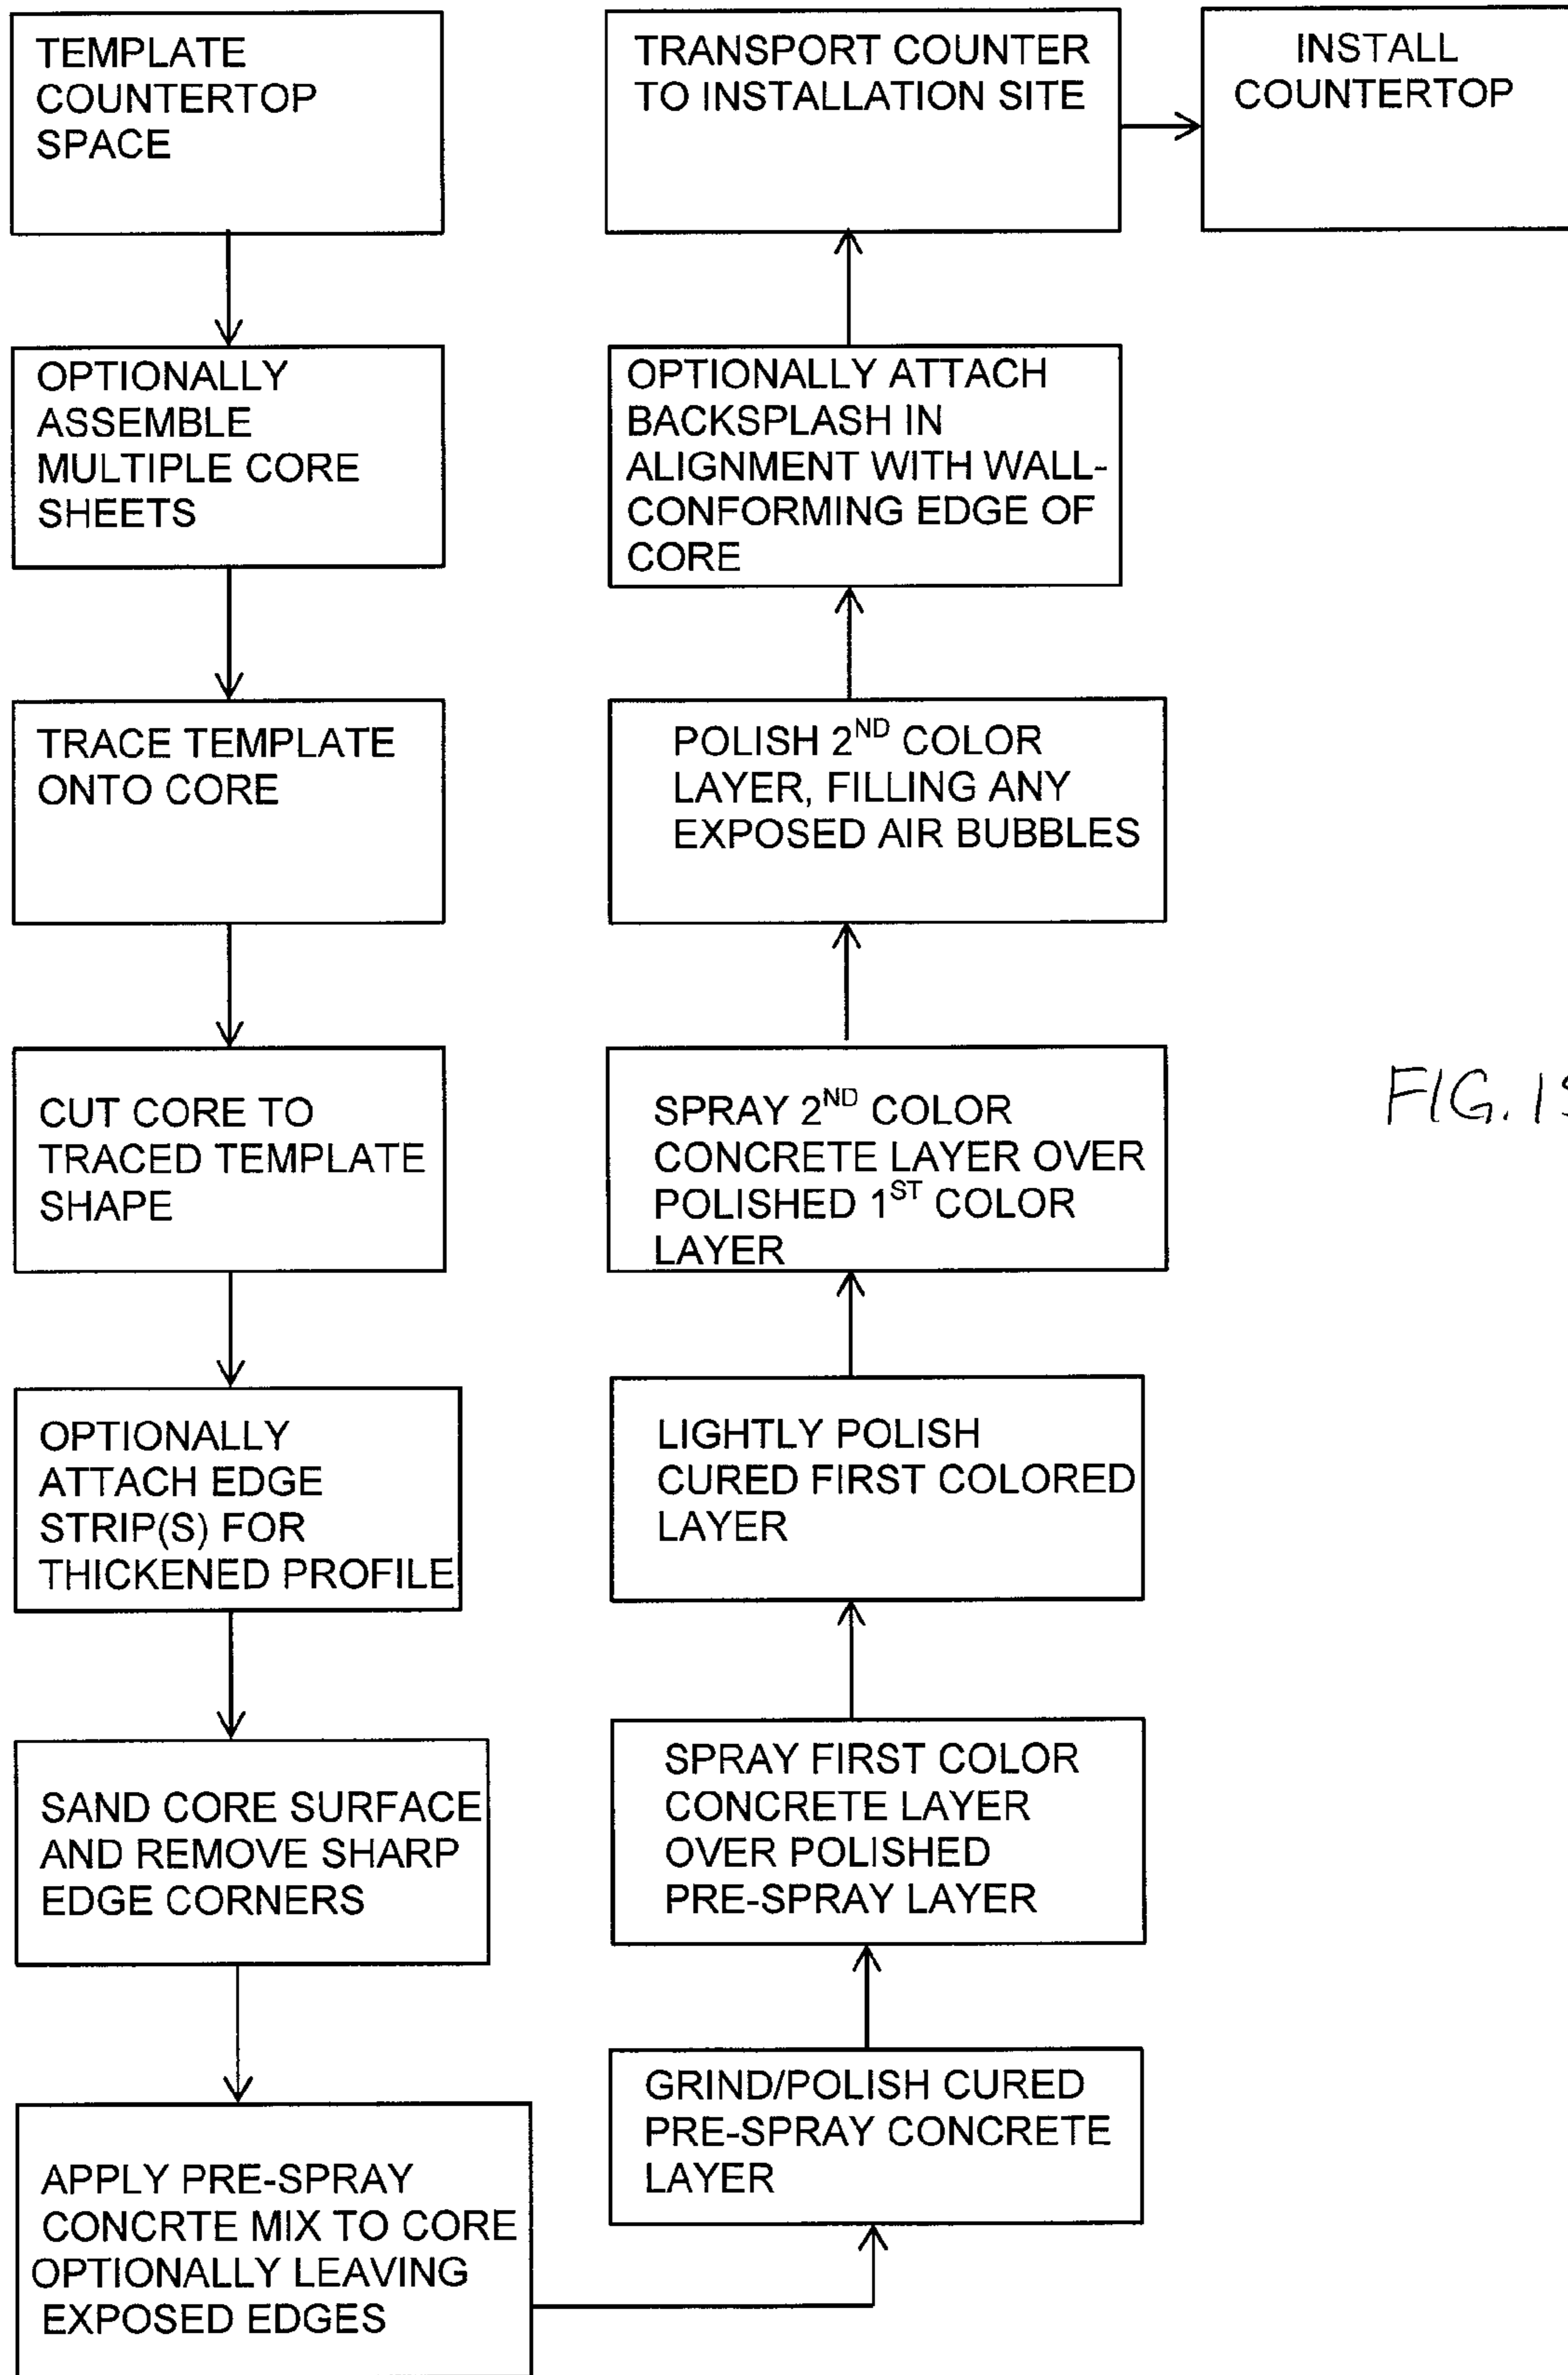 TEMPLATE
COUNTERTOP
SPACE
OPTIONALLY
ASSEMBLE
MULTIPLE CORE
SHEETS
TRACE TEMPLATE
ONTO CORE
CUT CORE TO
TRACED TEMPLATE
SHAPE
OPTIONALLY
ATTACH EDGE
STRIP(S) FOR
THICKENED PROFILE
SAND CORE SURFACE
AND REMOVE SHARP
EDGE CORNERS
APPLY PRE-SPRAY
CONCRTE MIX TO CORE
OPTIONALLY LEAVING
EXPOSED EDGES
GRIND/POLISH CURED
PRE-SPRAY CONCRETE
LAYER
SPRAY FIRST COLOR
CONCRETE LAYER
OVER POLISHED
PRE-SPRAY LAYER
LIGHTLY POLISH
CURED FIRST COLORED
LAYER
SPRAY 2ND COLOR
CONCRETE LAYER OVER
POLISHED 1ST COLOR
LAYER
POLISH 2ND COLOR
LAYER, FILLING ANY
EXPOSED AIR BUBBLES
OPTIONALLY ATTACH
BACKSPLASH IN
ALIGNMENT WITH WALL-
CONFORMING EDGE OF
CORE
TRANSPORT COUNTER
TO INSTALLATION SITE
INSTALL
COUNTERTOP
FIG.